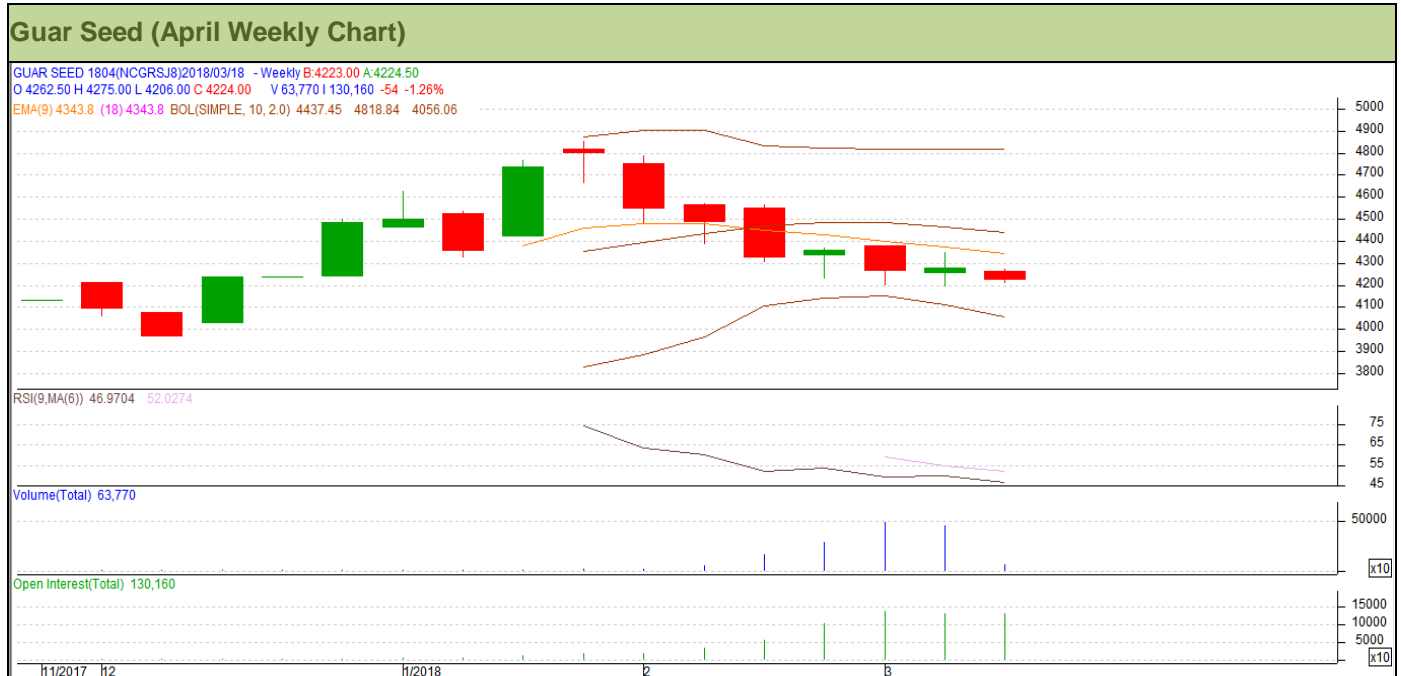 Guar Seed (April Weekly Chart)
GUAR SEED 1804(NCGRSJ8)2018/03/18 - Weekly B:4223.00 A:4224.50
O 4262.50 H 4275.00 L 4206.00 C 4224.00 V 63,770 I 130,160 -54 -1.26%
EMA(9) 4343.8 (18) 4343.8 BOL(SIMPLE, 10, 2.0) 4437.45 4818.84 4056.06
5000
4900
4800
4700
4600
4500
4400
4300
4200
4100
4000
3900
3800
RSI(9,MA(6)) 46.9704 52.0274
75
65
55
45
Volume(Total) 63,770
50000
x10
Open Interest(Total) 130,160
15000
10000
5000
x10
11/2017 12 1/2018 2 3